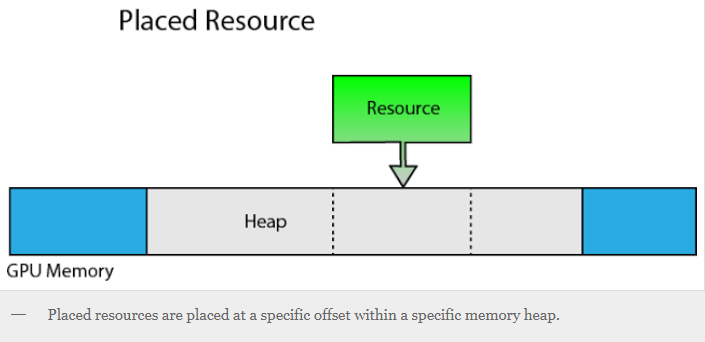 Placed Resource
Resource
Heap
GPU Memory
— Placed resources are placed at a specific offset within a specific memory heap.